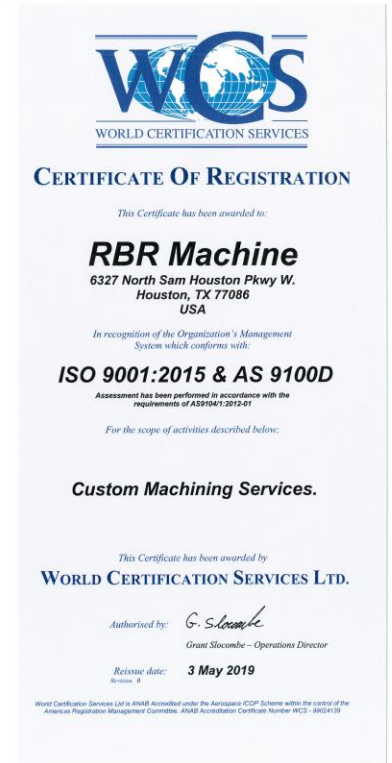 WCS
WORLD CERTIFICATION SERVICES
CERTIFICATE OF REGISTRATION
This Certificate has been awarded to:
RBR Machine
6327 North Sam Houston Pkwy W.
Houston, TX 77086
USA
In recognition of the Organization's Management
System which conforms with:
ISO 9001:2015 & AS 9100D
Assessment has been performed in accordance with the
requirements of AS9104/1:2012-01
For the scope of activities described below:
Custom Machining Services.
This Certificate has been awarded by
WORLD CERTIFICATION SERVICES LTD.
Authorised by: G. Slocombe
Grant Slocombe – Operations Director
Reissue date: 3 May 2019
Revision 0
World Certification Services Ltd is ANAB Accredited under the Aerospace ICOP Scheme within the control of the
Americas Registration Management Committee. ANAB Accreditation Certificate Number WCS - 99024139